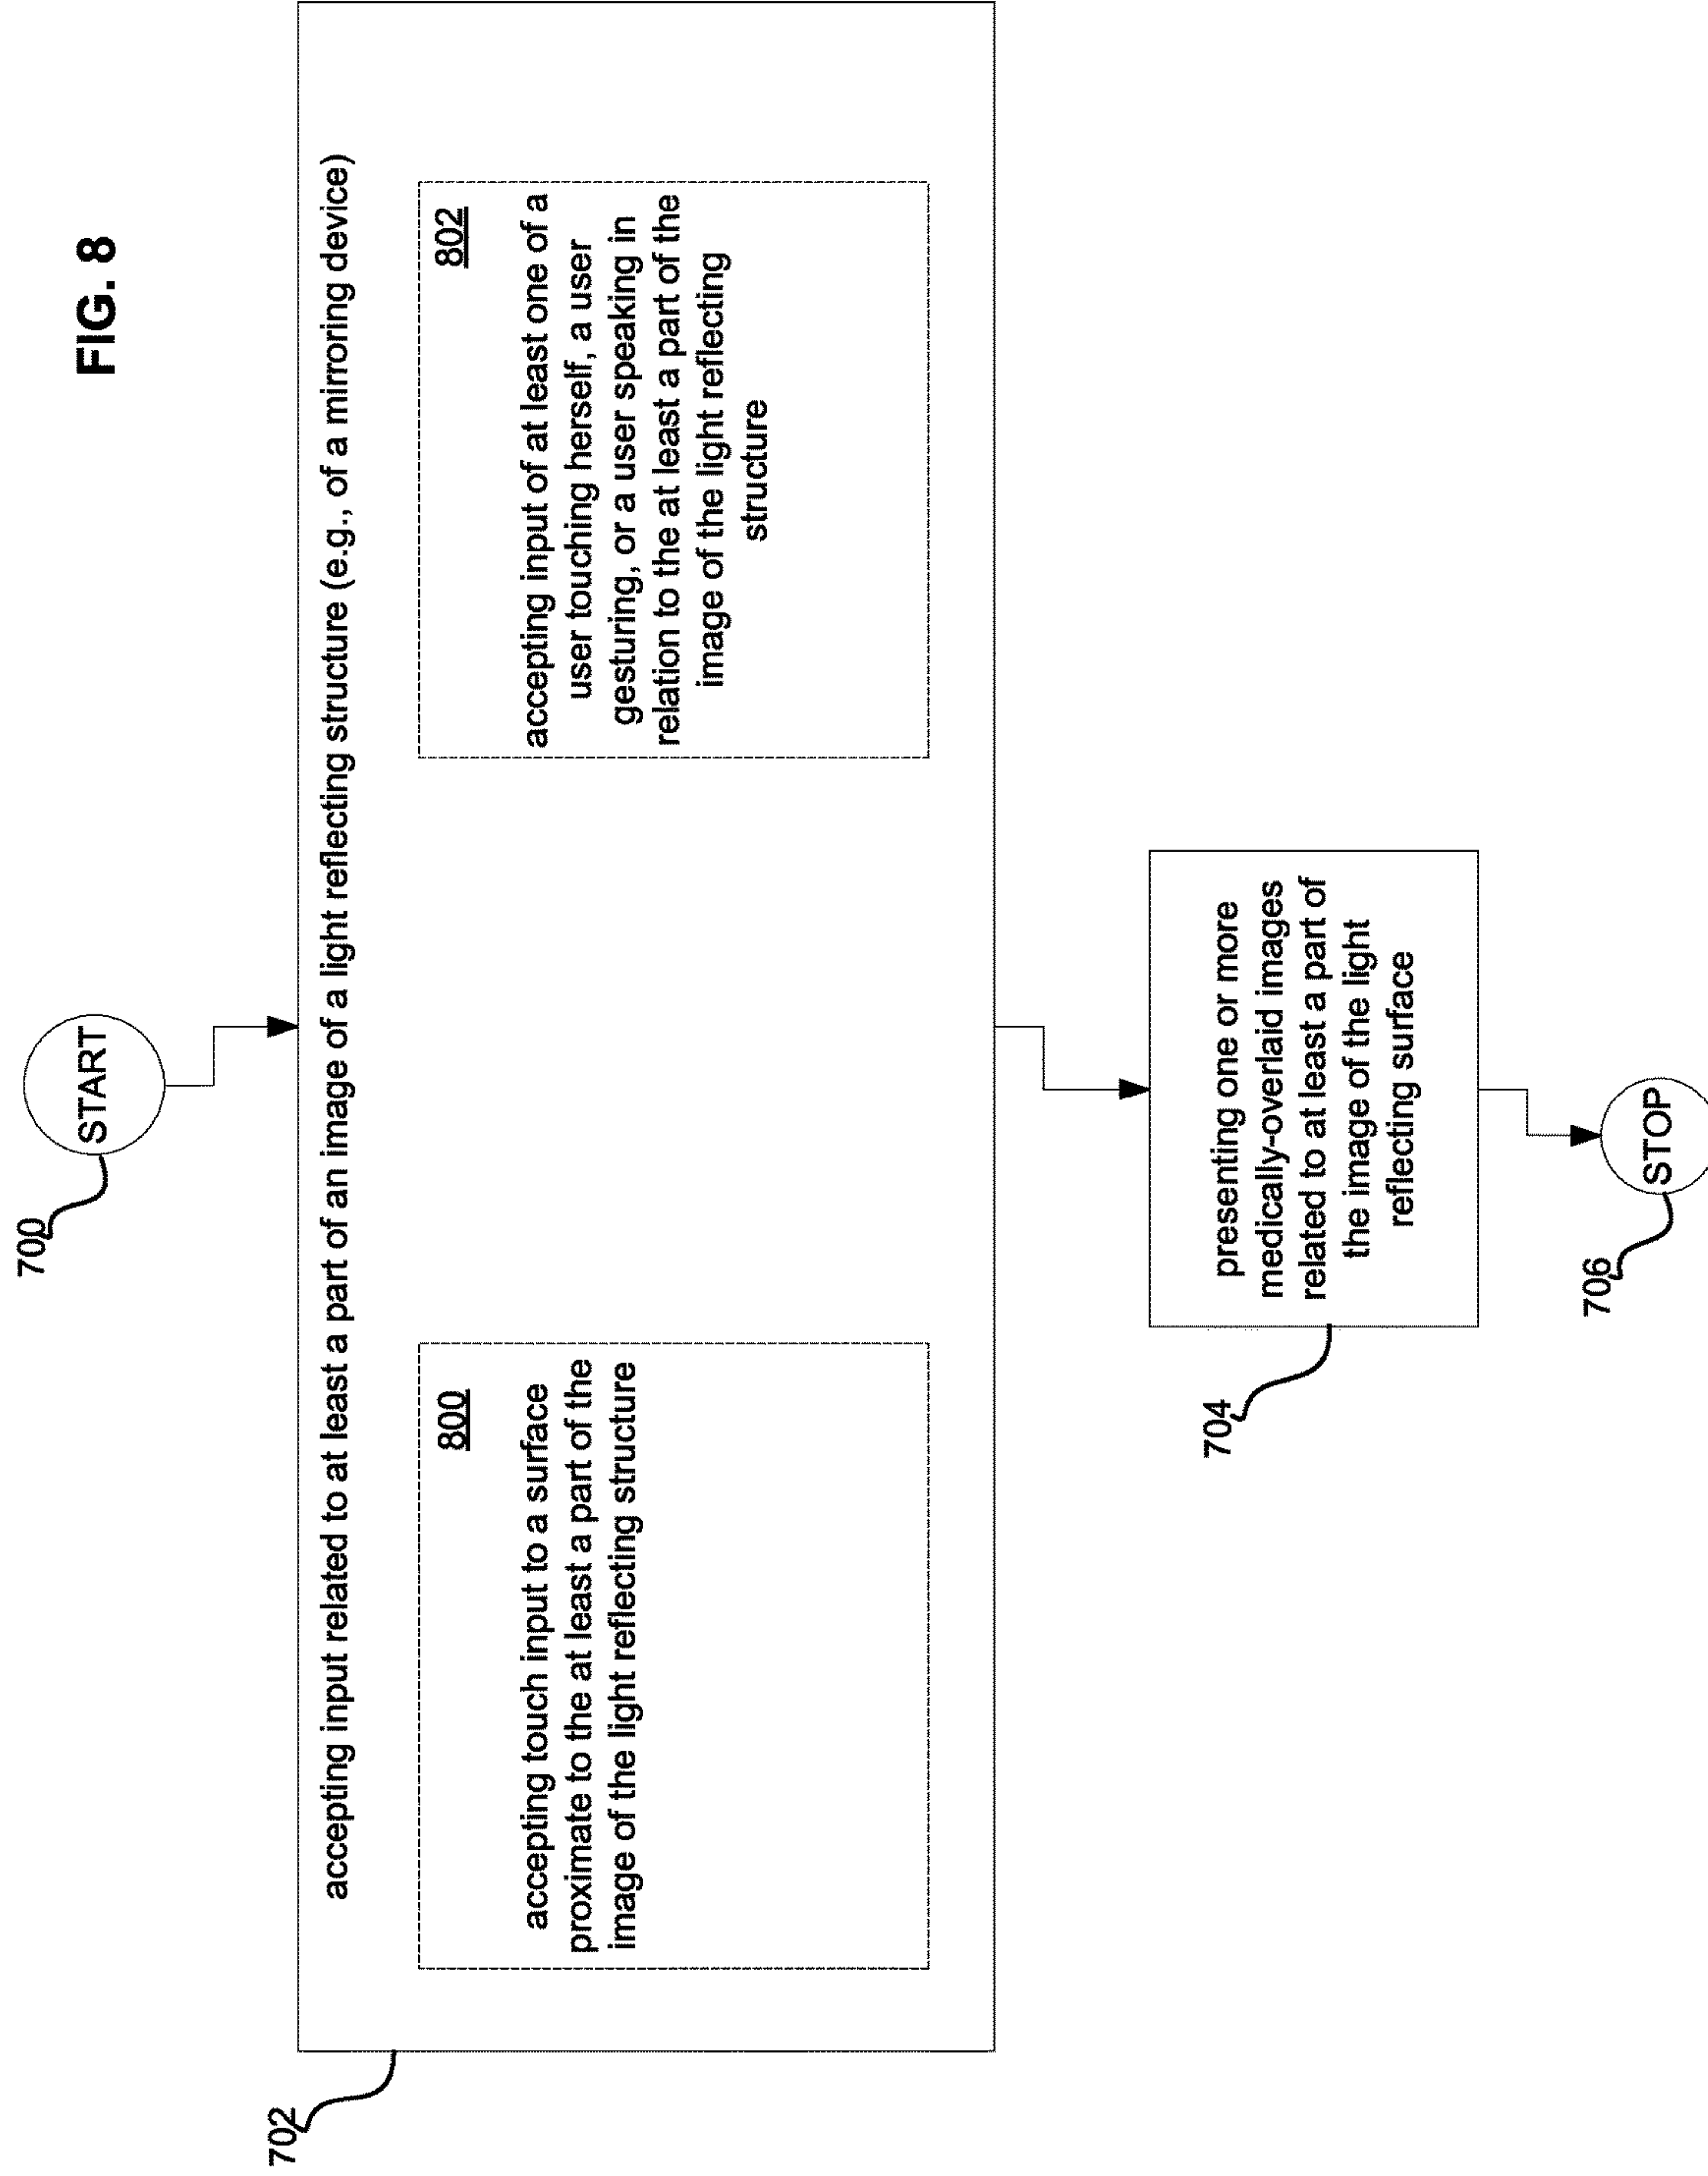 FIG. 8
700
START
702
accepting input related to at least a part of an image of a light reflecting structure (e.g., of a mirroring device)
800
accepting touch input to a surface
proximate to the at least a part of the
image of the light reflecting structure
802
accepting input of at least one of a
user touching herself, a user
gesturing, or a user speaking in
relation to the at least a part of the
image of the light reflecting
structure
704
presenting one or more
medically-overlaid images
related to at least a part of
the image of the light
reflecting surface
706
STOP